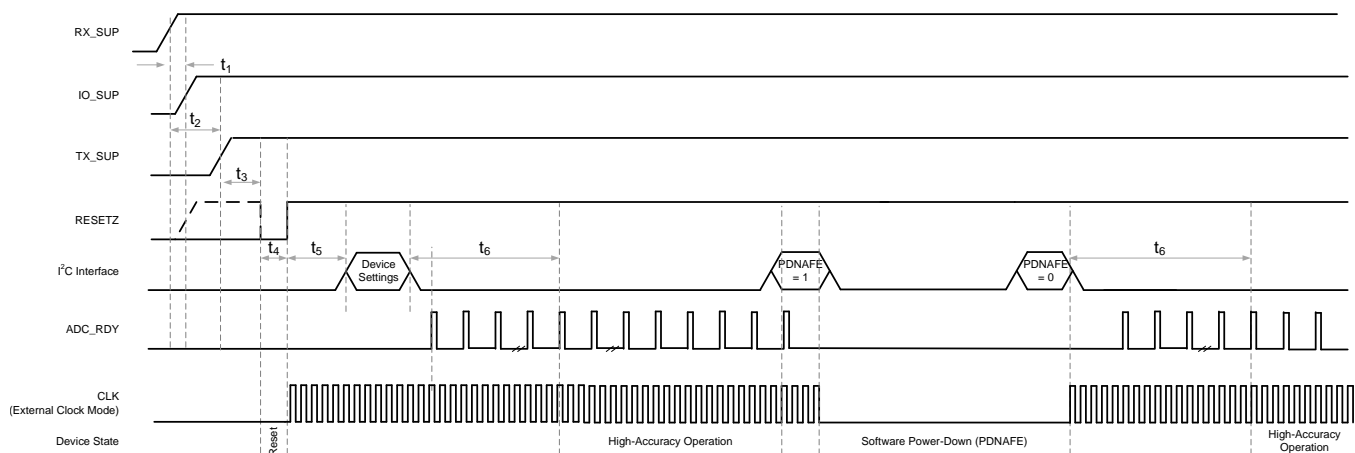 RX_SUP
t1
IO_SUP
t2
TX_SUP
t3
RESETZ
t4
t5
t6
t6
I2C Interface
Device
Settings
PDNAFE
= 1
PDNAFE
= 0
ADC_RDY
CLK
(External Clock Mode)
Device State
Reset
High-Accuracy Operation
Software Power-Down (PDNAFE)
High-Accuracy
Operation